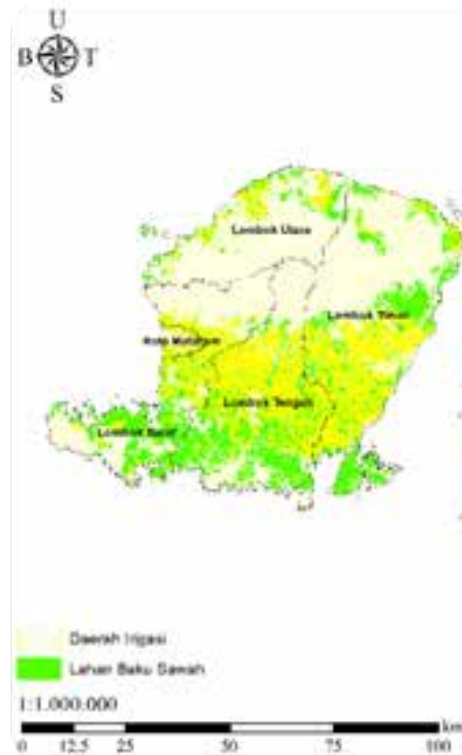 U
B T
S
Lombok Utara
Lombok Timur
Kota Mataram
Lombok Tengah
Lombok Barat
Daerah Irigasi
Lahan Baku Sawah
1:1.000.000
km
0 12,5 25 50 75 100